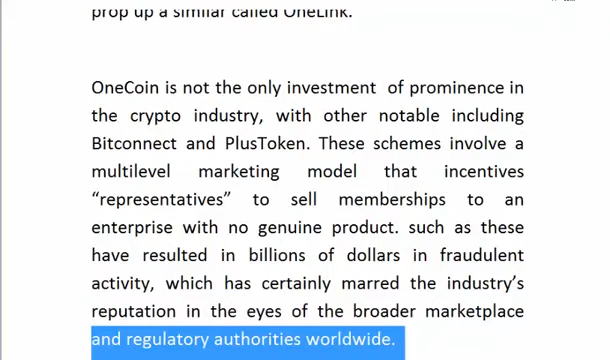 prop up a similar called OneLink.
OneCoin is not the only investment of prominence in
the crypto industry, with other notable including
Bitconnect and PlusToken. These schemes involve a
multilevel marketing model that incentives
“representatives” to sell memberships to an
enterprise with no genuine product. such as these
have resulted in billions of dollars in fraudulent
activity, which has certainly marred the industry’s
reputation in the eyes of the broader marketplace
and regulatory authorities worldwide.